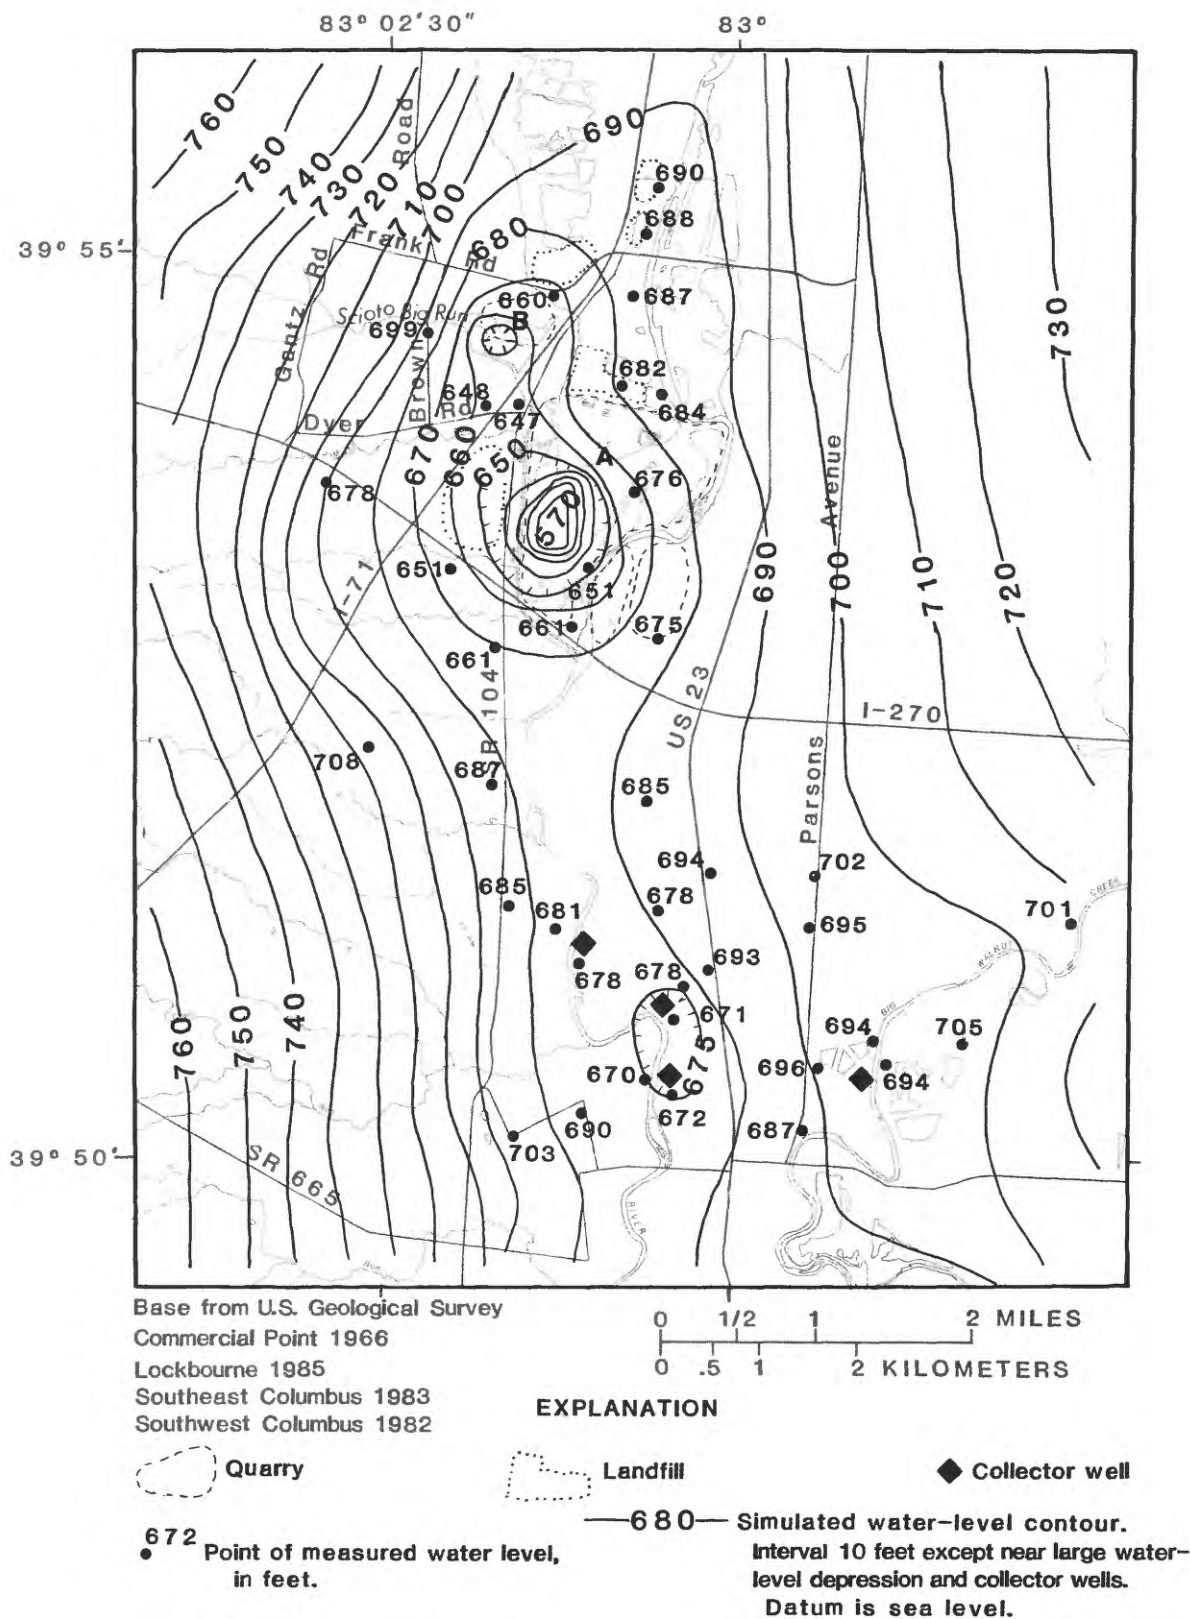 83° 02'30"
83°
760
750
740
730
720
710
700
Road
690
690
688
680
39° 55'
Frank
Rd
Gantz Rd
660
687
B
Scioto Big Run
699
730
Brown
682
684
648
647
Rd
Dyer
670
660
650
A
676
678
570
Avenue
690
700
710
720
651
651
I-71
661
675
661
SR 104
US 23
I-270
708
687
Parsons
685
694
702
685
678
701
CREEK
681
695
WALNUT
678
678
693
BIG
671
760
750
740
675
694
705
696
694
670
672
690
687
703
39° 50'
SR 665
RIVER
Base from U.S. Geological Survey
Commercial Point 1966
Lockbourne 1985
Southeast Columbus 1983
Southwest Columbus 1982
0 1/2 1 2 MILES
0 .5 1 2 KILOMETERS
EXPLANATION
Quarry
Landfill
Collector well
672
Point of measured water level,
in feet.
680
Simulated water-level contour.
Interval 10 feet except near large water-
level depression and collector wells.
Datum is sea level.